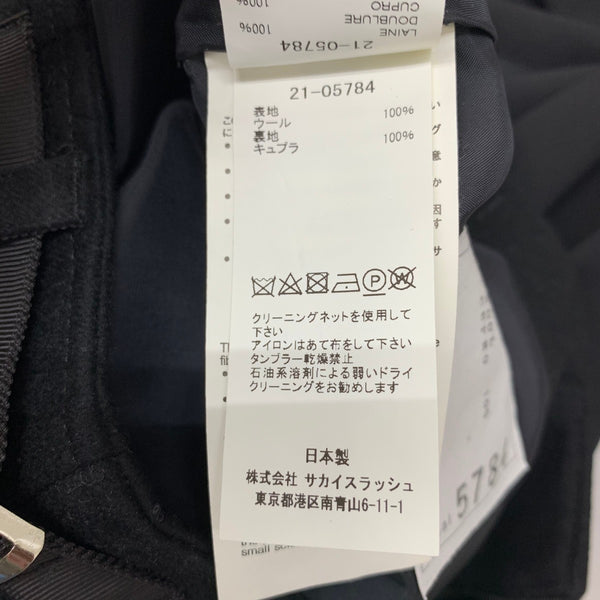 LAINE 100%
DOUBLURE
CUPRO 100%
21-05784
21-05784
表地 100%
ウール
裏地 100%
キュプラ
クリーニングネットを使用して
下さい
アイロンはあて布をして下さい
タンブラー乾燥禁止
石油系溶剤による弱いドライ
クリーニングをお勧めします
日本製
株式会社 サカイスラッシュ
東京都港区南青山6-11-1
small
578